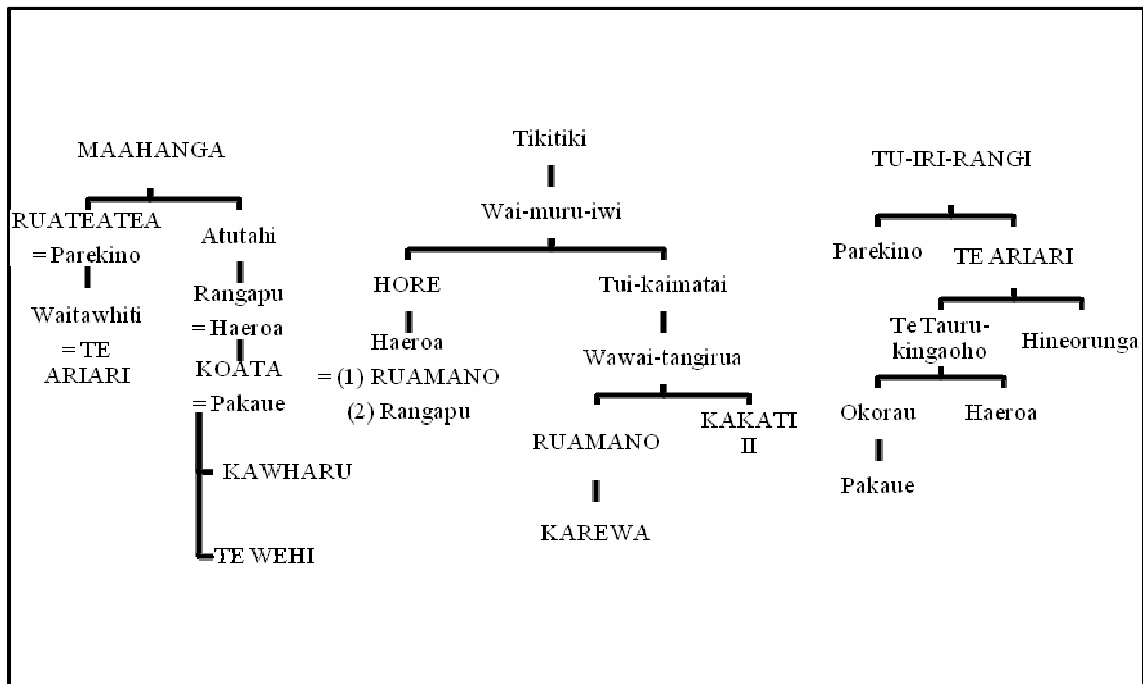 MAAHANGA
RUATEATEA
= Parekino
Waitawhiti
= TE
ARIARI
Atutahi
Rangapu
= Haeroa
KOATA
= Pakaue
KAWHARU
TE WEHI
Tikitiki
Wai-muru-iwi
HORE
Haeroa
= (1) RUAMANO
(2) Rangapu
Tui-kaimatai
Wawai-tangirua
RUAMANO
KAREWA
KAKATI
II
TU-IRI-RANGI
Parekino
TE ARIARI
Te Tauru-
kingaoho
Hineorunga
Okorau
Haeroa
Pakaue